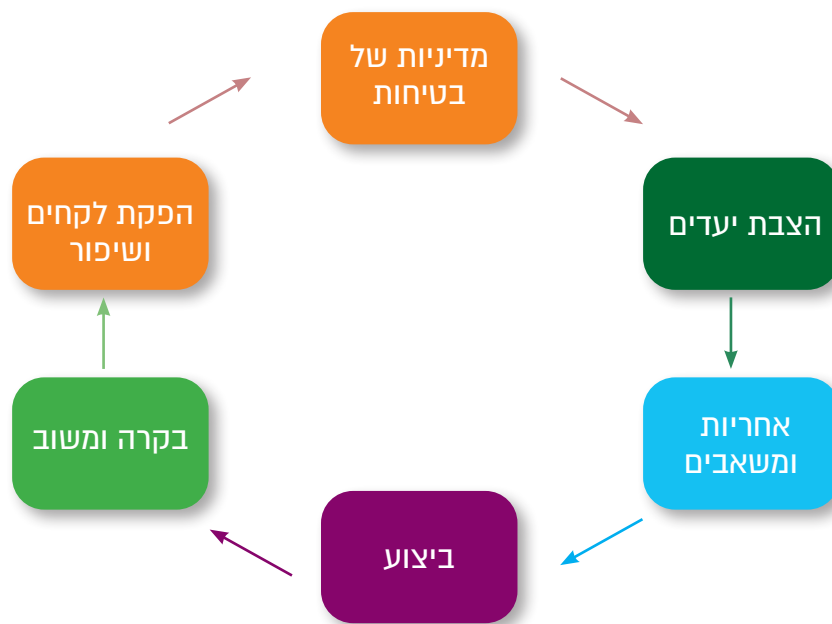 מדיניות של
בטיחות
הצבת יעדים
אחריות
ומשאבים
ביצוע
בקרה ומשוב
הפקת לקחים
ושיפור